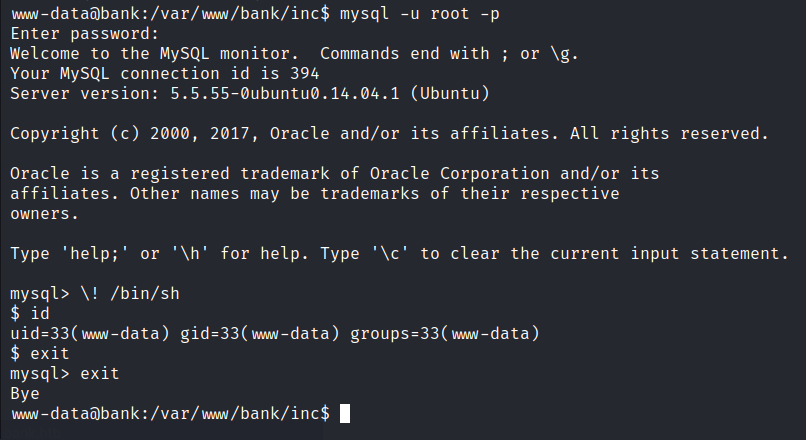 www-data@bank:/var/www/bank/inc$ mysql -u root -p
Enter password:
Welcome to the MySQL monitor.  Commands end with ; or \g.
Your MySQL connection id is 394
Server version: 5.5.55-0ubuntu0.14.04.1 (Ubuntu)
Copyright (c) 2000, 2017, Oracle and/or its affiliates. All rights reserved.
Oracle is a registered trademark of Oracle Corporation and/or its
affiliates. Other names may be trademarks of their respective
owners.
Type 'help;' or '\h' for help. Type '\c' to clear the current input statement.
mysql> \! /bin/sh
$ id
uid=33(www-data) gid=33(www-data) groups=33(www-data)
$ exit
mysql> exit
Bye
www-data@bank:/var/www/bank/inc$